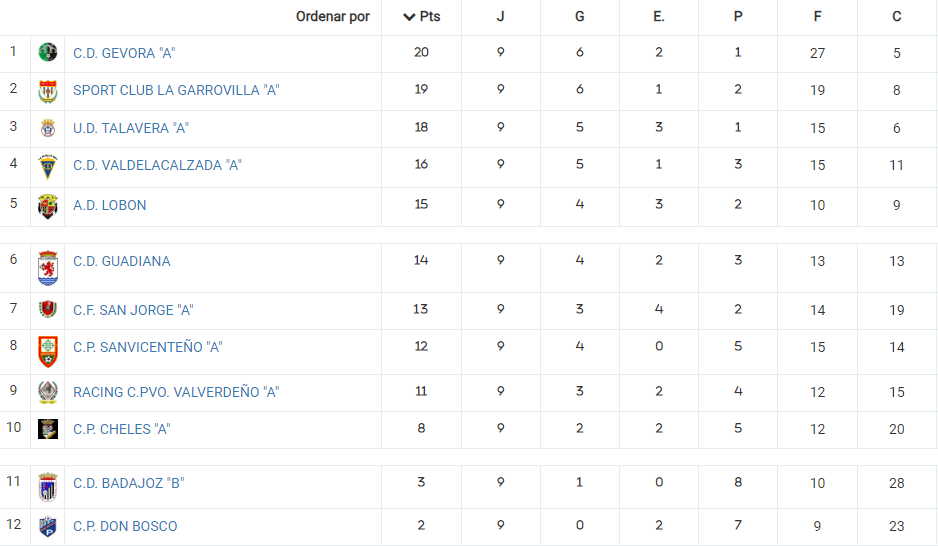 Ordenar por Pts J G E. P F C
1 C.D. GEVORA "A" 20 9 6 2 1 27 5
2 SPORT CLUB LA GARROVILLA "A" 19 9 6 1 2 19 8
3 U.D. TALAVERA "A" 18 9 5 3 1 15 6
4 C.D. VALDELACALZADA "A" 16 9 5 1 3 15 11
5 A.D. LOBON 15 9 4 3 2 10 9
6 C.D. GUADIANA 14 9 4 2 3 13 13
7 C.F. SAN JORGE "A" 13 9 3 4 2 14 19
8 C.P. SANVICENTEÑO "A" 12 9 4 0 5 15 14
9 RACING C.PVO. VALVERDEÑO "A" 11 9 3 2 4 12 15
10 C.P. CHELES "A" 8 9 2 2 5 12 20
11 C.D. BADAJOZ "B" 3 9 1 0 8 10 28
12 C.P. DON BOSCO 2 9 0 2 7 9 23